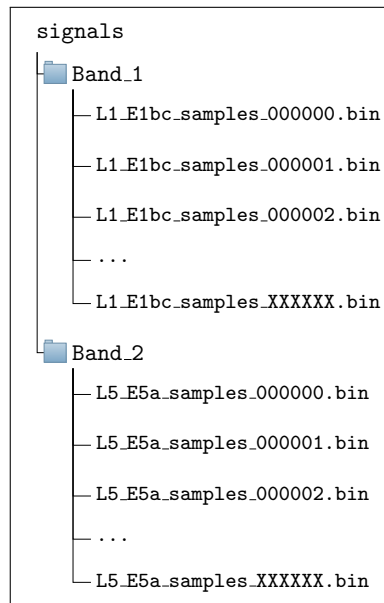 signals
Band_1
L1_E1bc_samples_000000.bin
L1_E1bc_samples_000001.bin
L1_E1bc_samples_000002.bin
...
L1_E1bc_samples_XXXXXX.bin
Band_2
L5_E5a_samples_000000.bin
L5_E5a_samples_000001.bin
L5_E5a_samples_000002.bin
...
L5_E5a_samples_XXXXXX.bin